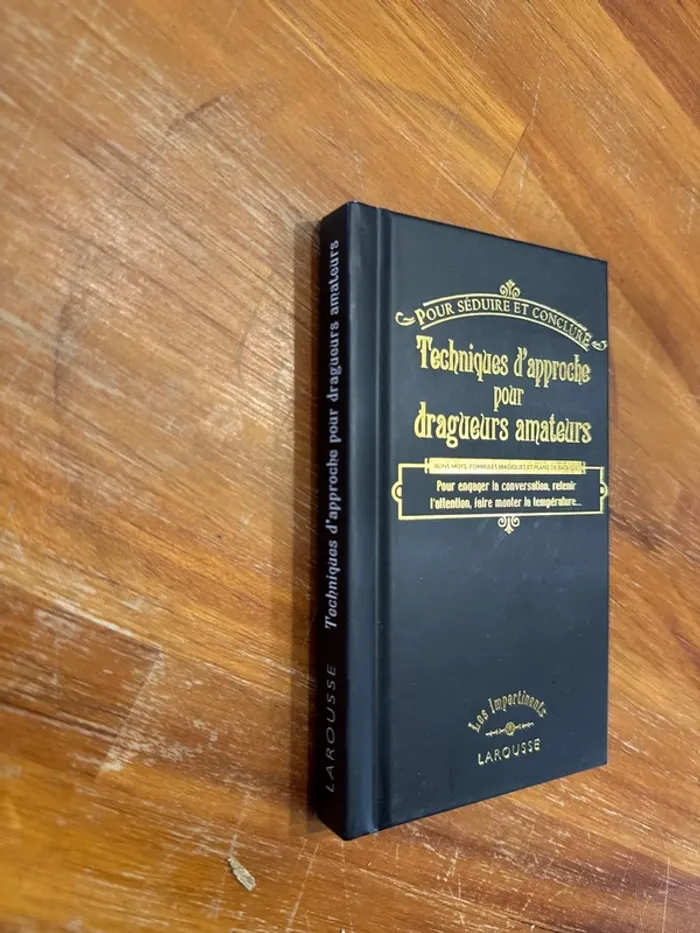 Techniques d'approche pour dragueurs amateurs
LAROUSSE
POUR SÉDUIRE ET CONCLURE
Techniques d'approche
pour
dragueurs amateurs
BONS MOTS, FORMULES MAGIQUES ET PLANS DE
Pour engager la conversation, retenir
l'attention, faire monter la température...
Les Impertinents
LAROUSSE